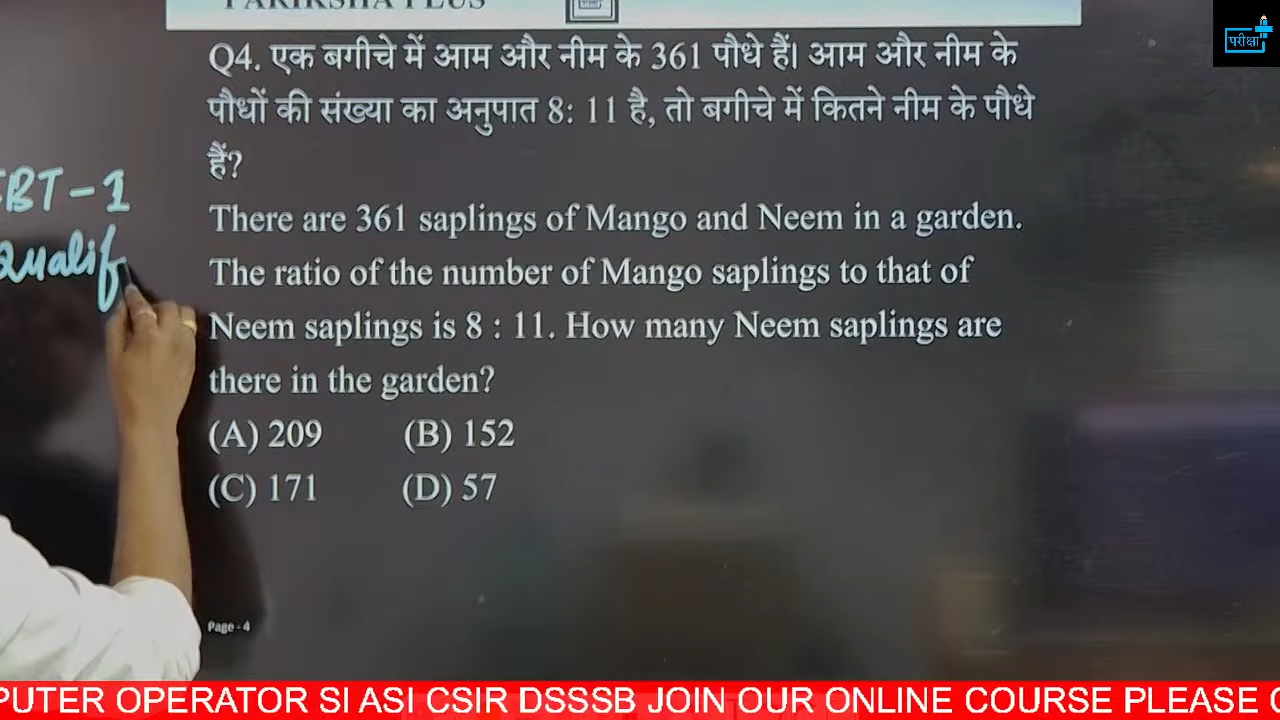 PARIKSHA PLUS
परीक्षा
Q4. एक बगीचे में आम और नीम के 361 पौधे हैं। आम और नीम के
पौधों की संख्या का अनुपात 8: 11 है, तो बगीचे में कितने नीम के पौधे
हैं?
BT-1
Qualif
There are 361 saplings of Mango and Neem in a garden.
The ratio of the number of Mango saplings to that of
Neem saplings is 8 : 11. How many Neem saplings are
there in the garden?
(A) 209 (B) 152
(C) 171 (D) 57
Page - 4
PUTER OPERATOR SI ASI CSIR DSSSB JOIN OUR ONLINE COURSE PLEASE C